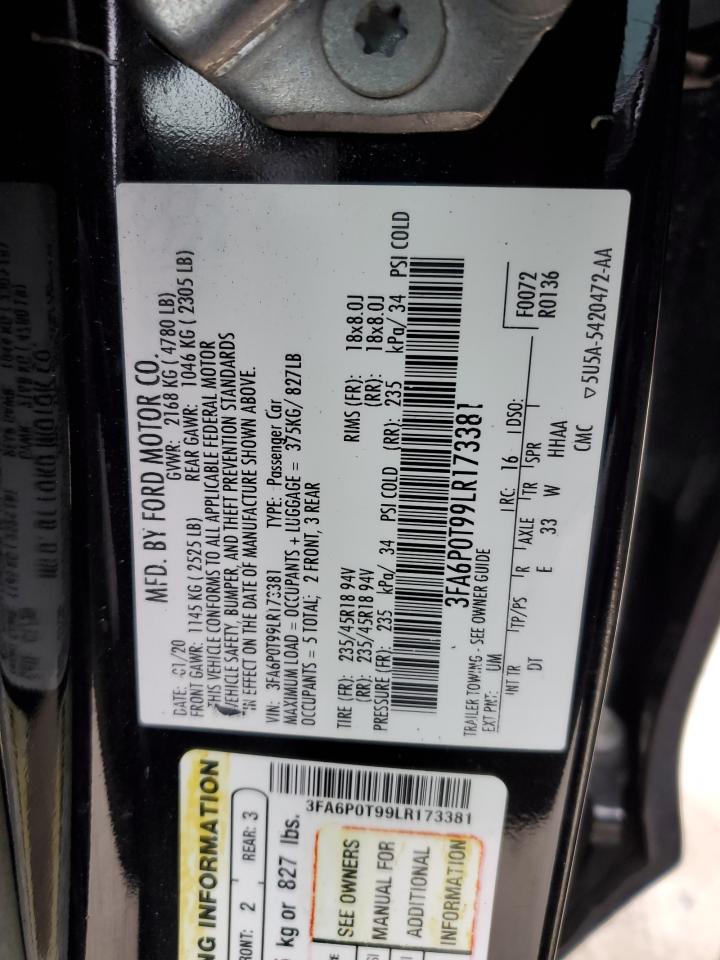 MFD. BY FORD MOTOR CO.
DATE: 01/20 GVWR: 2168 KG ( 4780 LB)
FRONT GAWR: 1145 KG ( 2525 LB) REAR GAWR: 1046 KG ( 2305 LB)
THIS VEHICLE CONFORMS TO ALL APPLICABLE FEDERAL MOTOR
VEHICLE SAFETY, BUMPER, AND THEFT PREVENTION STANDARDS
IN EFFECT ON THE DATE OF MANUFACTURE SHOWN ABOVE.
VIN: 3FA6P0T99LR173381 TYPE: Passenger Car
MAXIMUM LOAD = OCCUPANTS + LUGGAGE = 375KG/ 827LB
OCCUPANTS = 5 TOTAL; 2 FRONT, 3 REAR
TIRE (FR): 235/45R18 94V RIMS (FR): 18x8.0J
(RR): 235/45R18 94V (RR): 18x8.0J
PRESSURE (FR): 235 kPa/ 34 PSI COLD (RR): 235 kPa/ 34 PSI COLD
3FA6P0T99LR173381
TRAILER TOWING - SEE OWNER GUIDE
EXT PNT: UM RC: 16 DSO: F0072
R0136
INT TR TP/PS R AXLE TR SPR
DT E 33 W HHAA
CMC ▽5U5A-5420472-AA
3FA6P0T99LR173381
NG INFORMATION
FRONT: 2 REAR: 3
kg or 827 lbs.
SEE OWNERS
MANUAL FOR
ADDITIONAL
INFORMATION